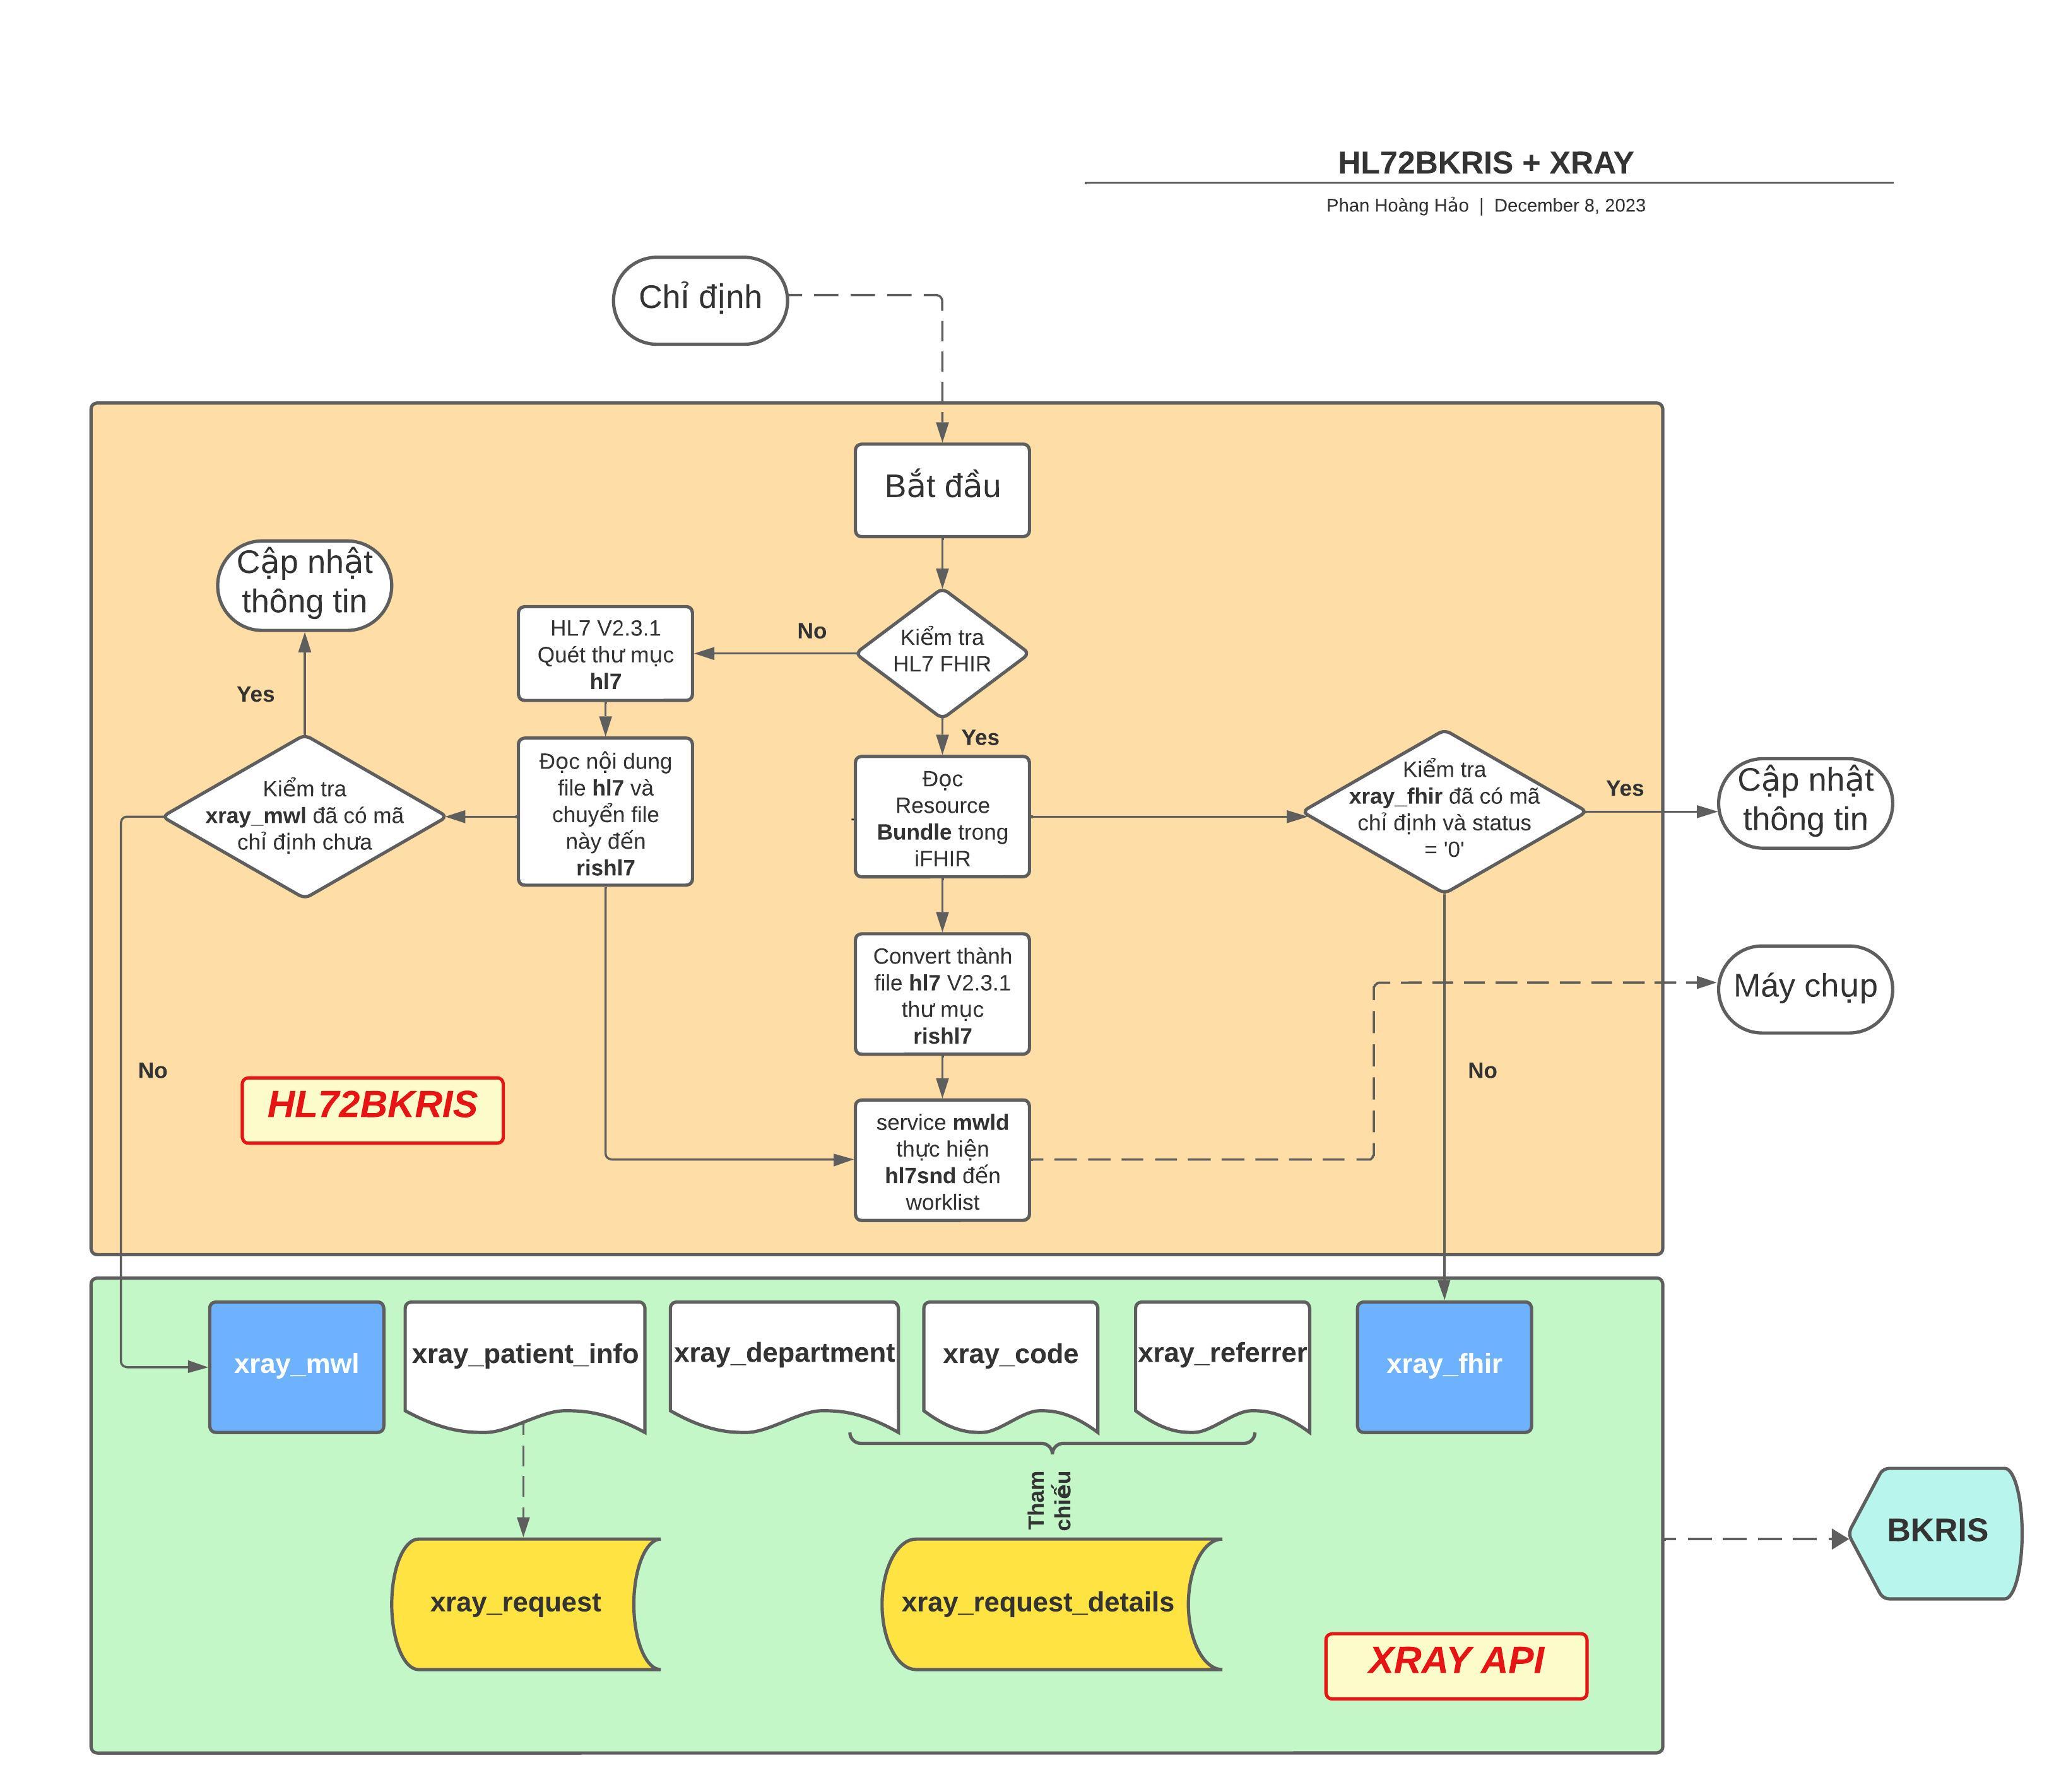 HL72BKRIS + XRAY
Phan Hoàng Hảo | December 8, 2023
Chỉ định
Bắt đầu
Cập nhật
thông tin
HL7 V2.3.1
Quét thư mục
hl7
No
Kiểm tra
HL7 FHIR
Yes
Yes
Kiểm tra
xray_mwl đã có mã
chỉ định chưa
Đọc nội dung
file hl7 và
chuyển file
này đến
rishl7
Đọc
Resource
Bundle trong
iFHIR
Kiểm tra
xray_fhir đã có mã
chỉ định và status
= '0'
Yes
Cập nhật
thông tin
Convert thành
file hl7 V2.3.1
thư mục
rishl7
Máy chụp
No
No
HL72BKRIS
service mwld
thực hiện
hl7snd đến
worklist
xray_mwl
xray_patient_info
xray_department
xray_code
xray_referrer
xray_fhir
Tham
chiếu
BKRIS
xray_request
xray_request_details
XRAY API